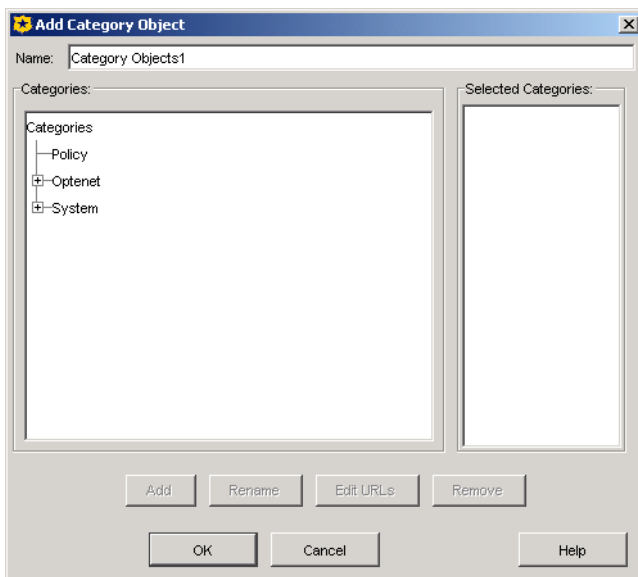 Add Category Object
Name: Category Objects1
Categories:
Selected Categories:
Categories
Policy
Optenet
System
Add Rename Edit URLs Remove
OK Cancel Help